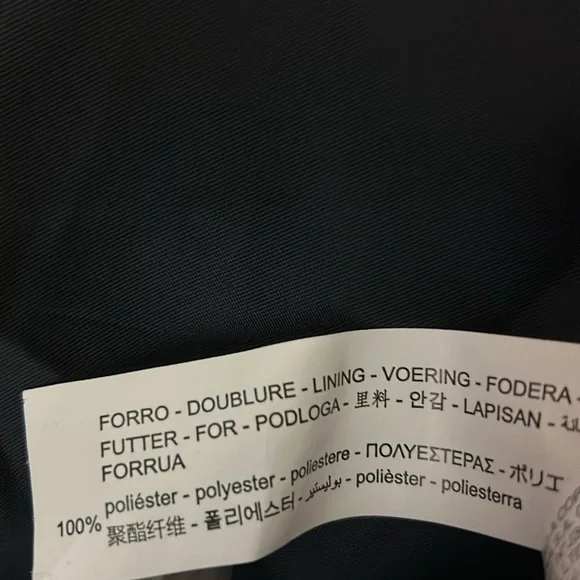 FORRO - DOUBLURE - LINING - VOERING - FODERA -
FUTTER - FOR - PODLOGA - 里料 - 안감 - LAPISAN -
FORRUA
100% poliéster - polyester - poliestere - ΠΟΛΥΕΣΤΕΡΑΣ - ポリエ
聚酯纤维 - 폴리에스터 - بوليستير - polièster - poliesterra